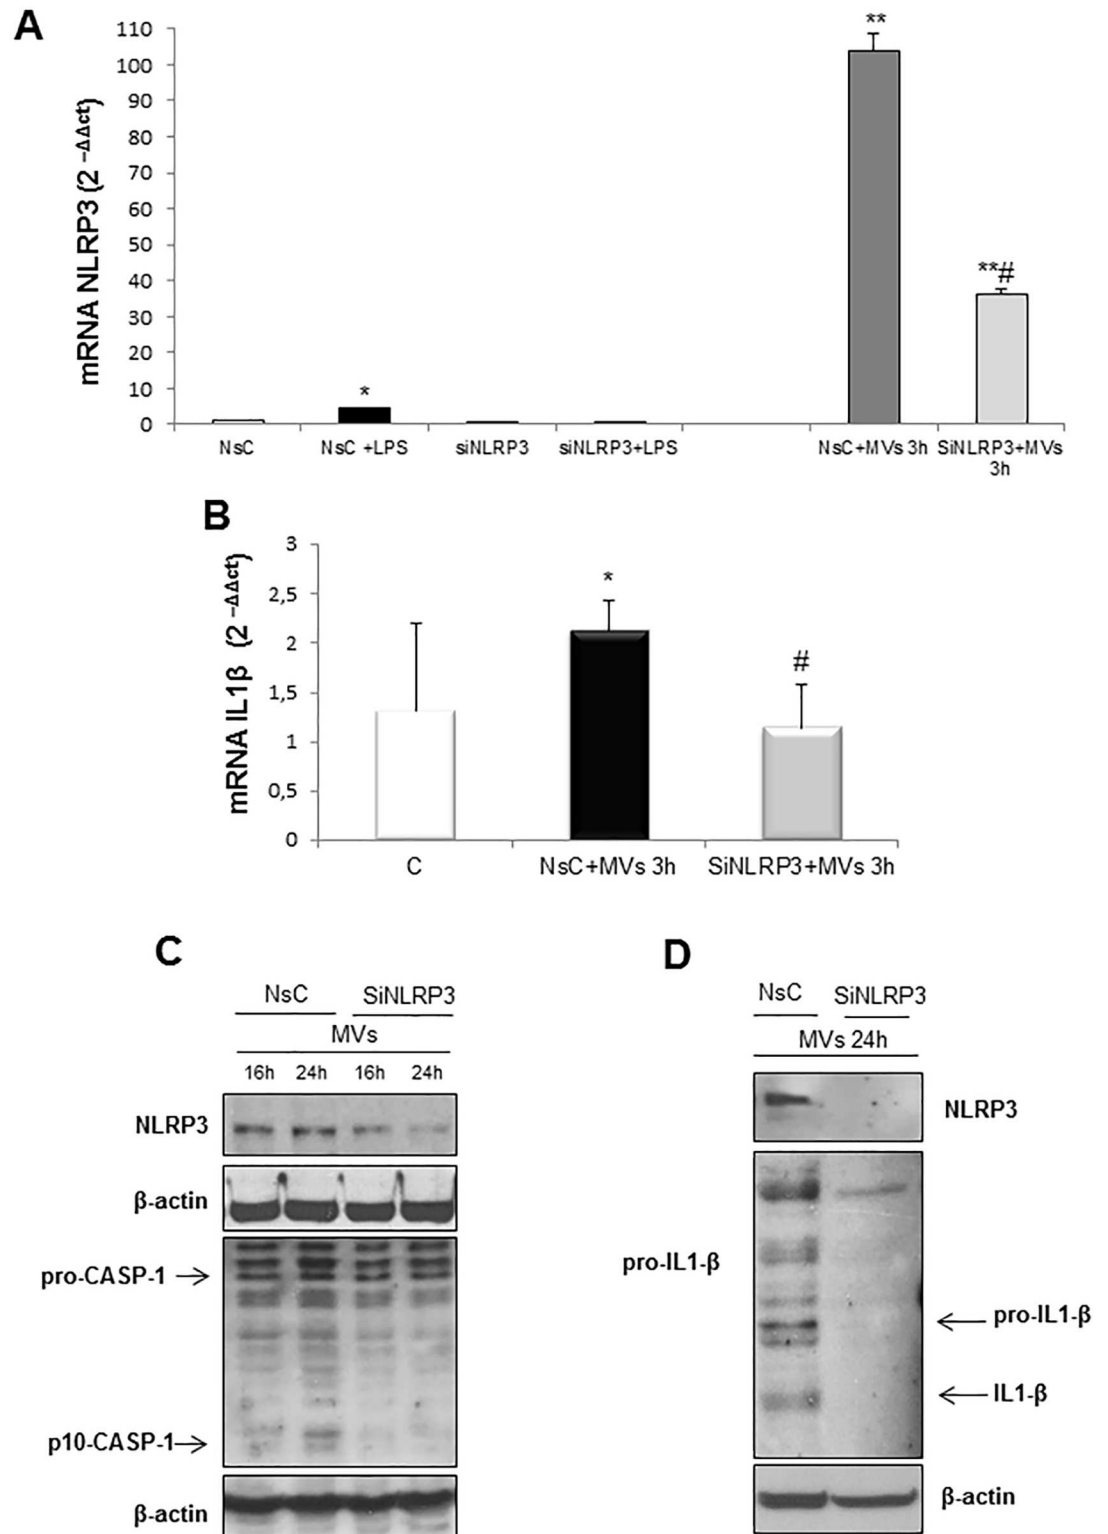 A
mRNA NLRP3 (2 −ΔΔct)
110
100
90
80
70
60
50
40
30
20
10
0
**
*
**#
NsC
NsC +LPS
siNLRP3
siNLRP3+LPS
NsC+MVs 3h
SiNLRP3+MVs
3h
B
mRNA IL1β (2 −ΔΔct)
3
2,5
2
1,5
1
0,5
0
*
#
C
NsC+MVs 3h
SiNLRP3+MVs 3h
C
NsC
SiNLRP3
MVs
16h
24h
16h
24h
NLRP3
β-actin
pro-CASP-1
p10-CASP-1
β-actin
D
NsC
SiNLRP3
MVs 24h
NLRP3
pro-IL1-β
pro-IL1-β
IL1-β
β-actin